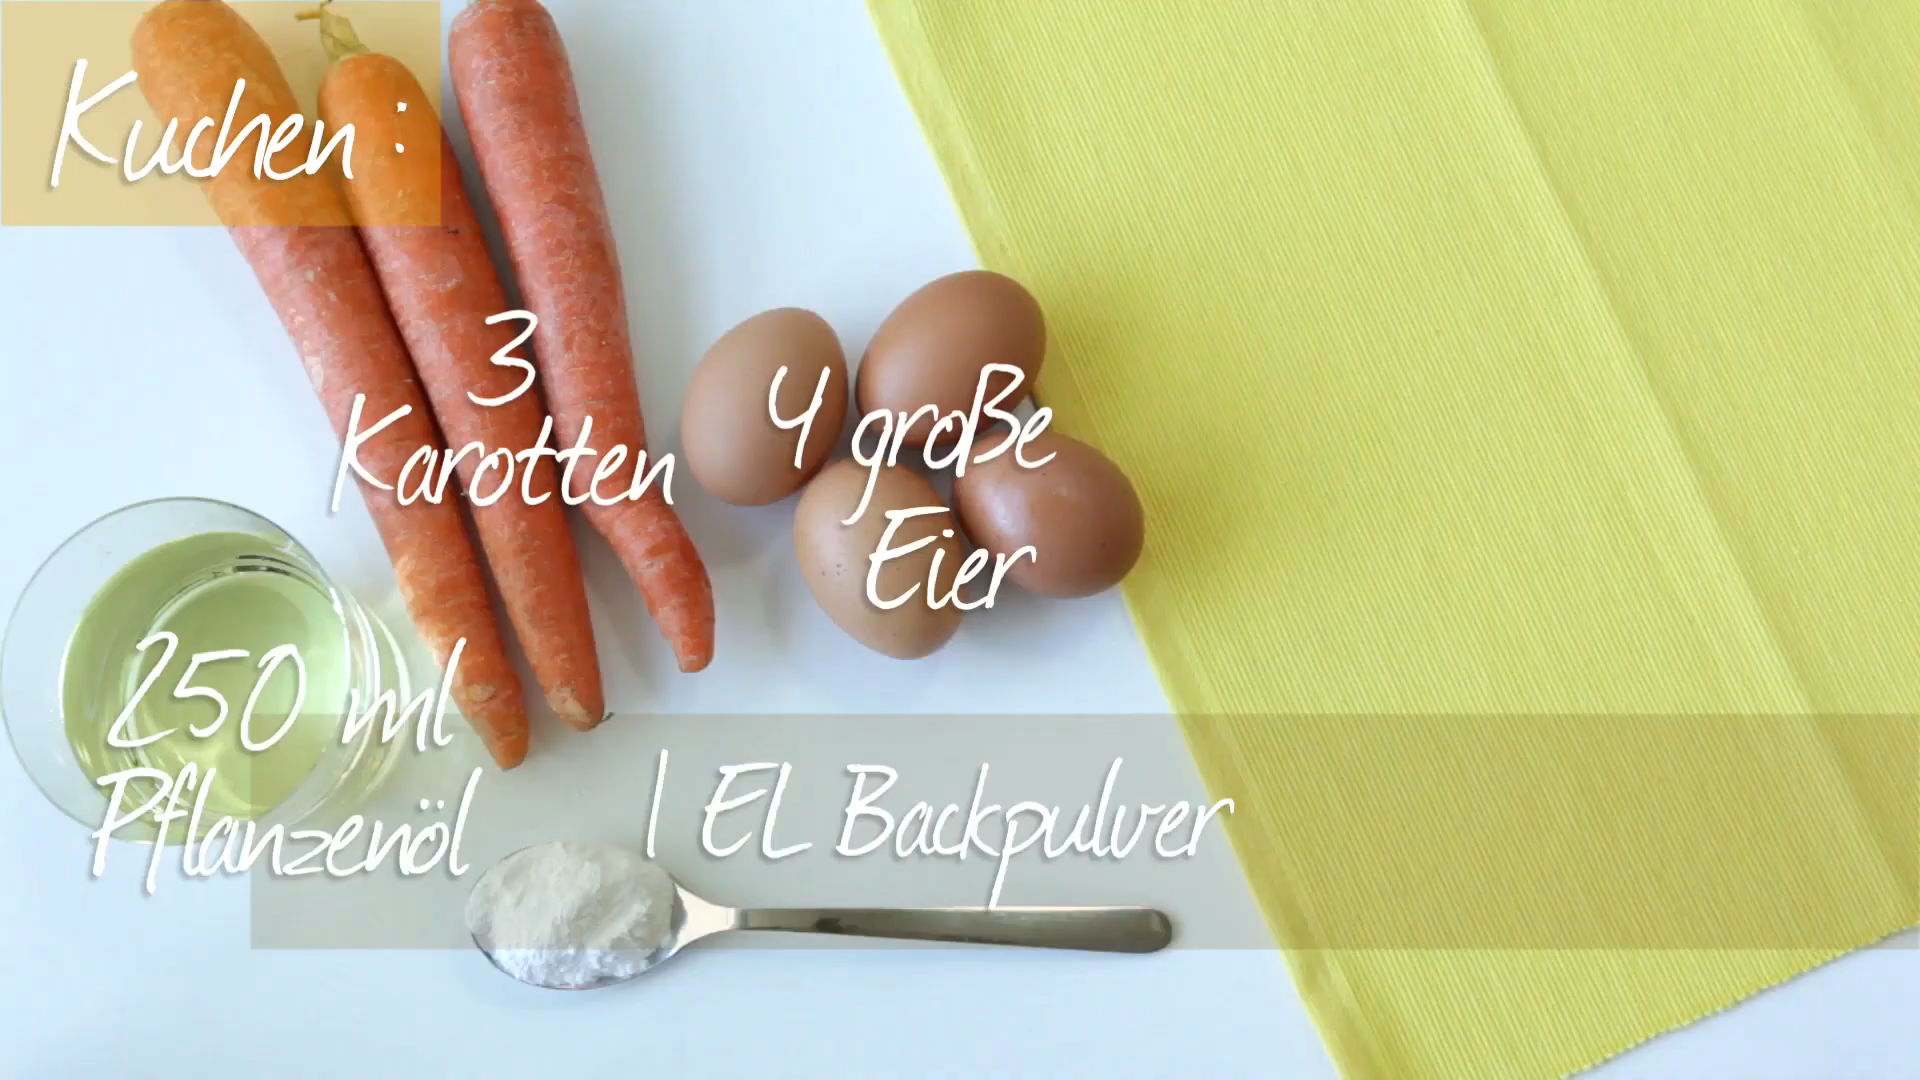 Kuchen:
3
Karotten
4 große
Eier
250 ml
Pflanzenöl
1 EL Backpulver